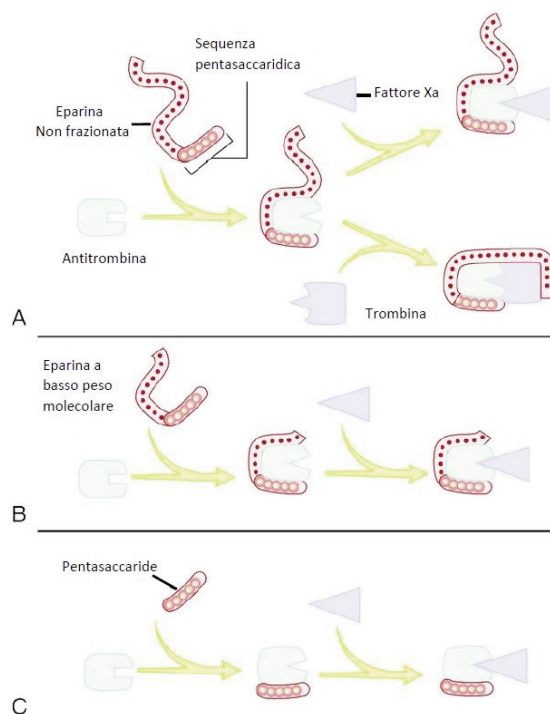 Sequenza
pentasaccaridica
Eparina
Non frazionata
Fattore Xa
Antitrombina
Trombina
A
Eparina a
basso peso
molecolare
B
Pentasaccaride
C